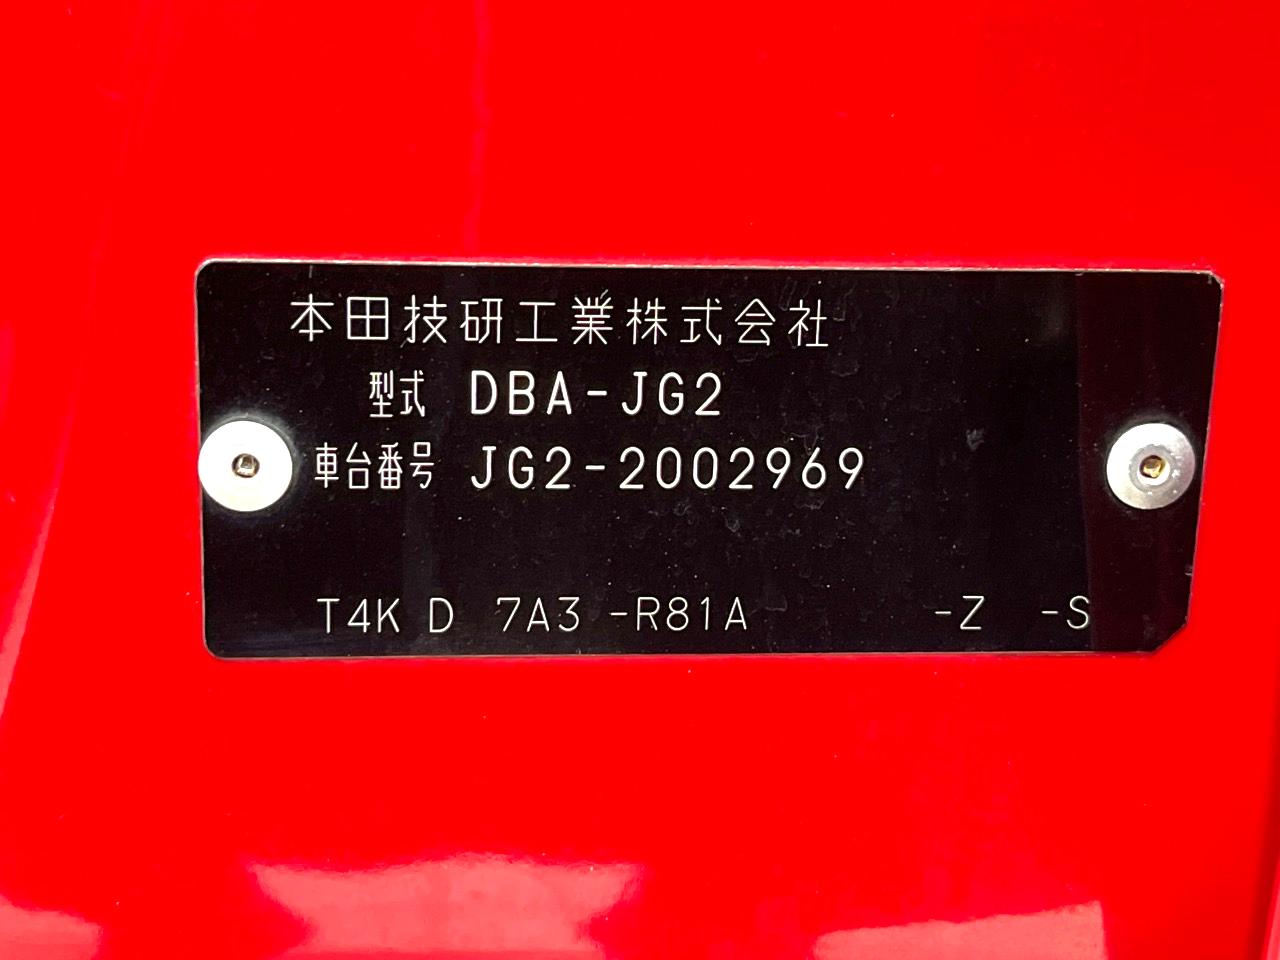 本田技研工業株式会社
型式 DBA-JG2
車台番号 JG2-2002969
T4K D 7A3 -R81A -Z -S